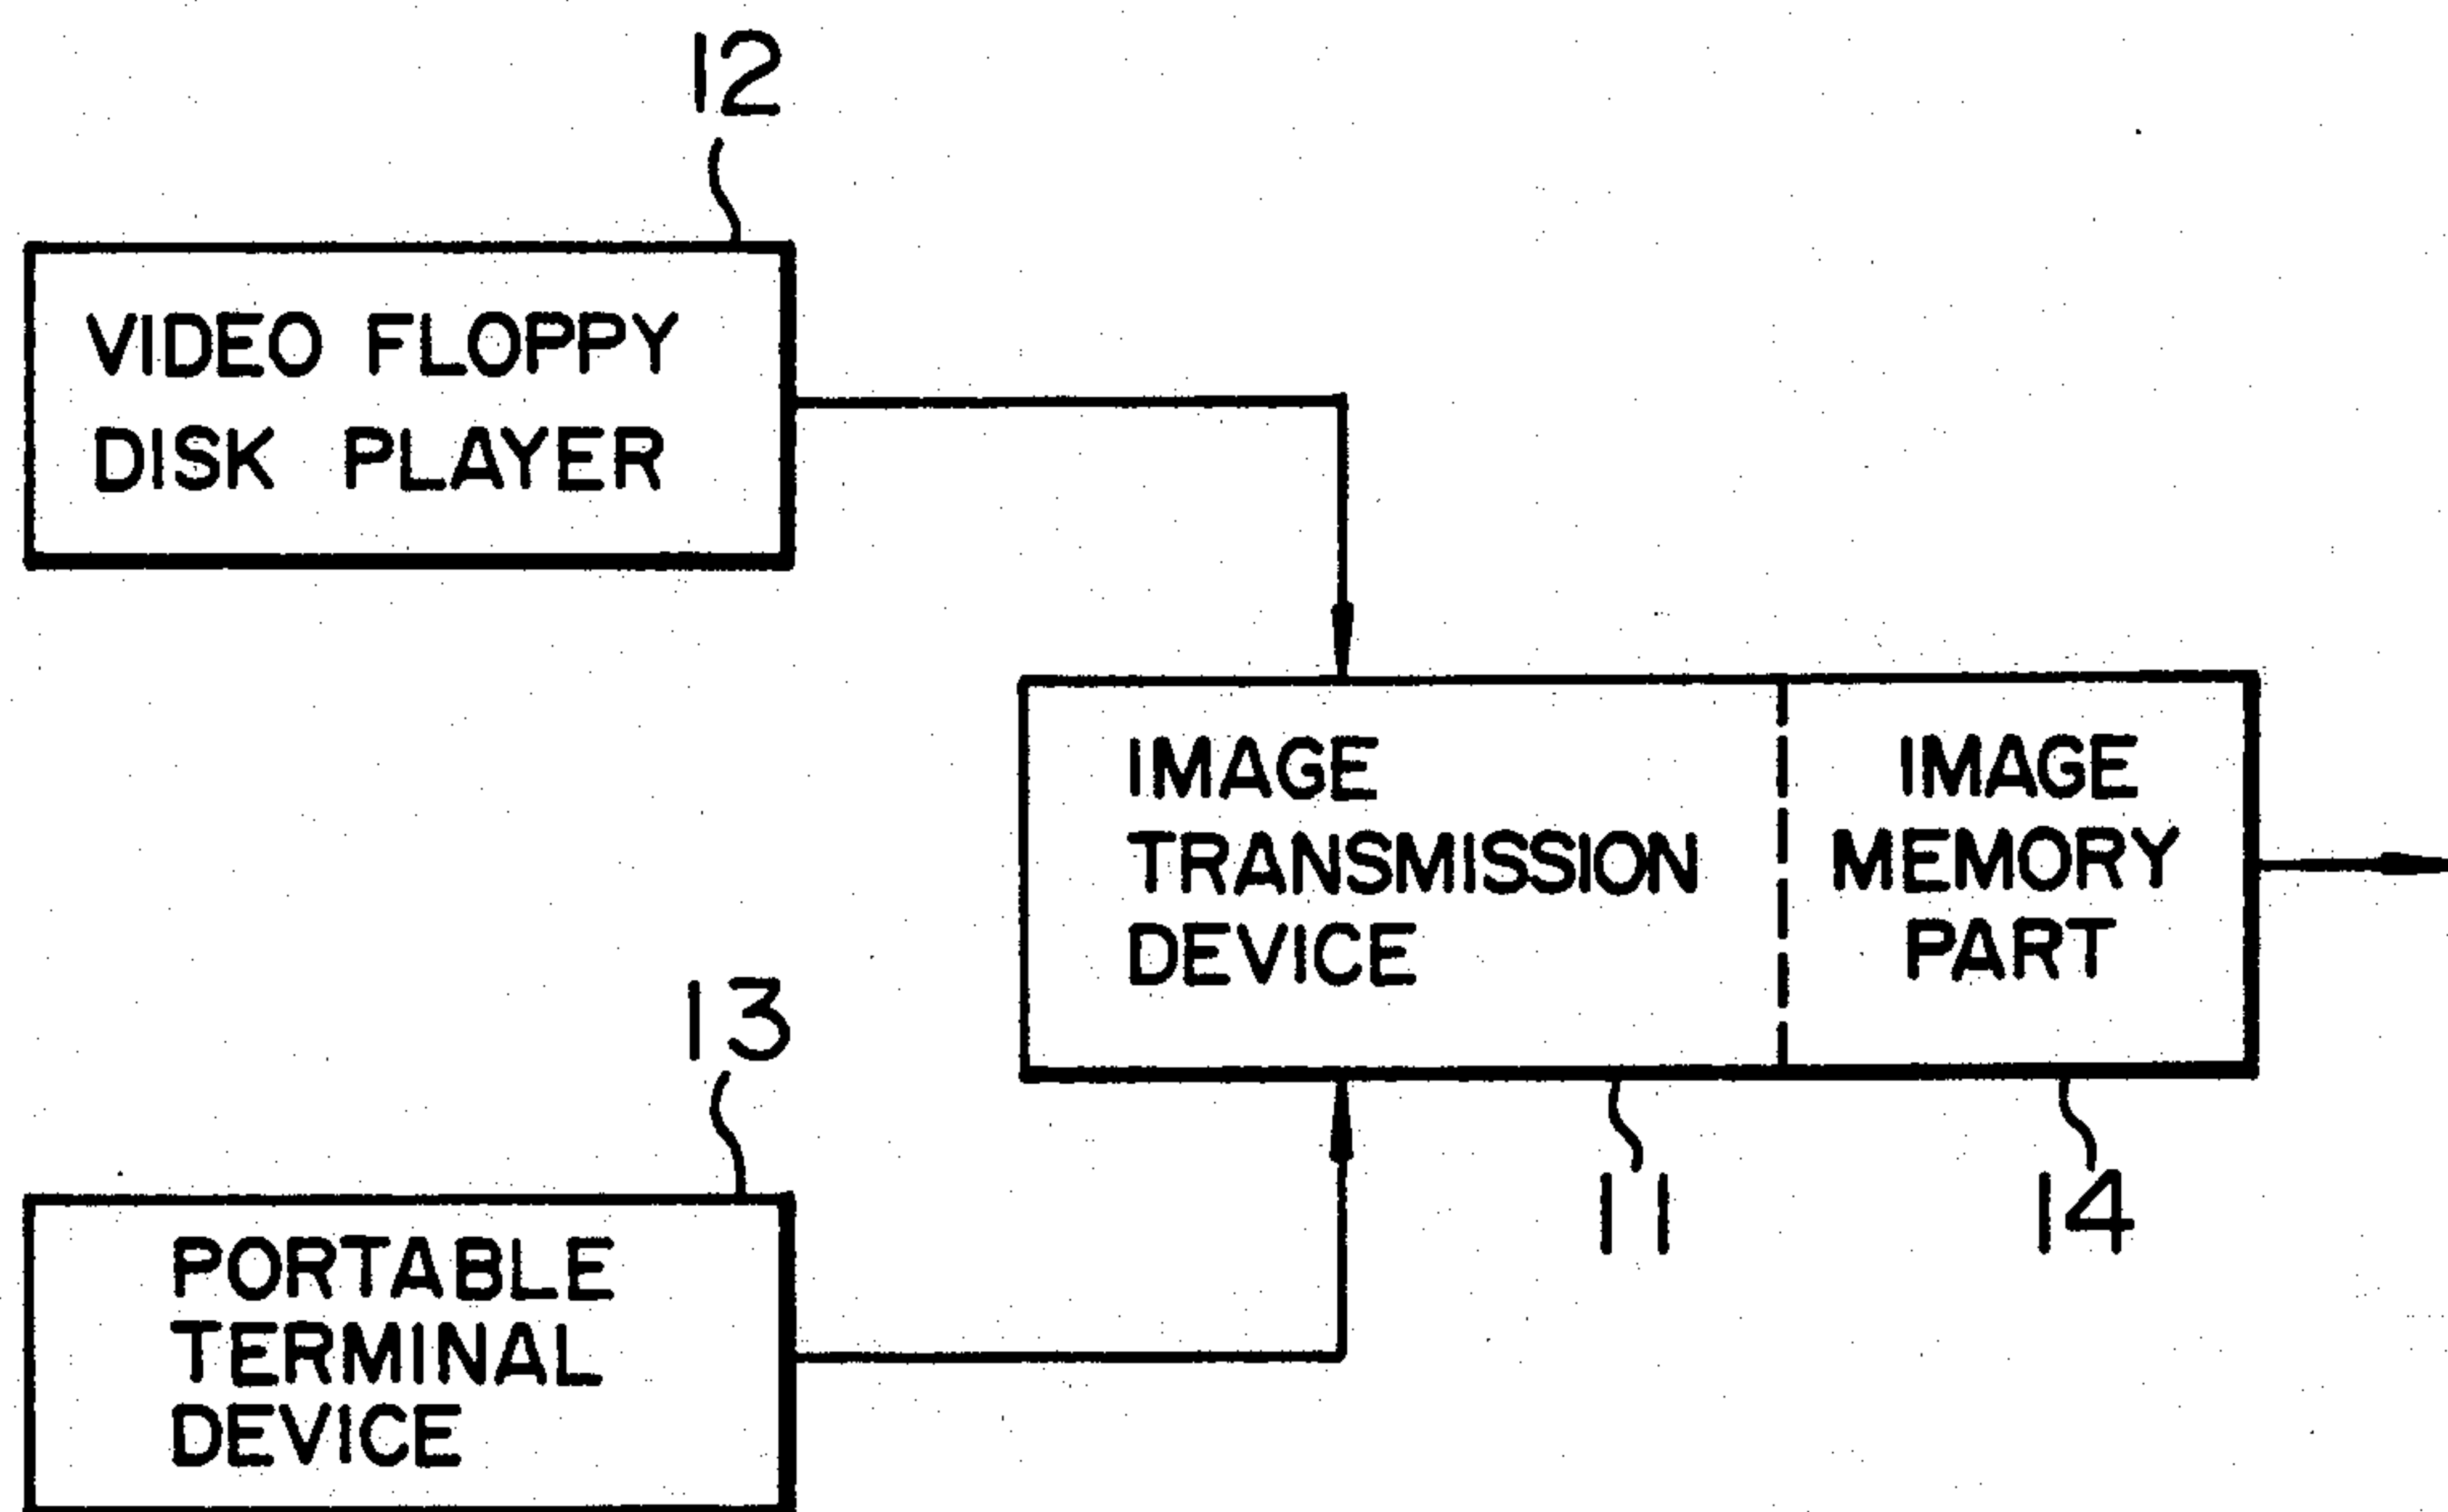 12
VIDEO FLOPPY
DISK PLAYER
IMAGE
TRANSMISSION
DEVICE
IMAGE
MEMORY
PART
11
14
13
PORTABLE
TERMINAL
DEVICE